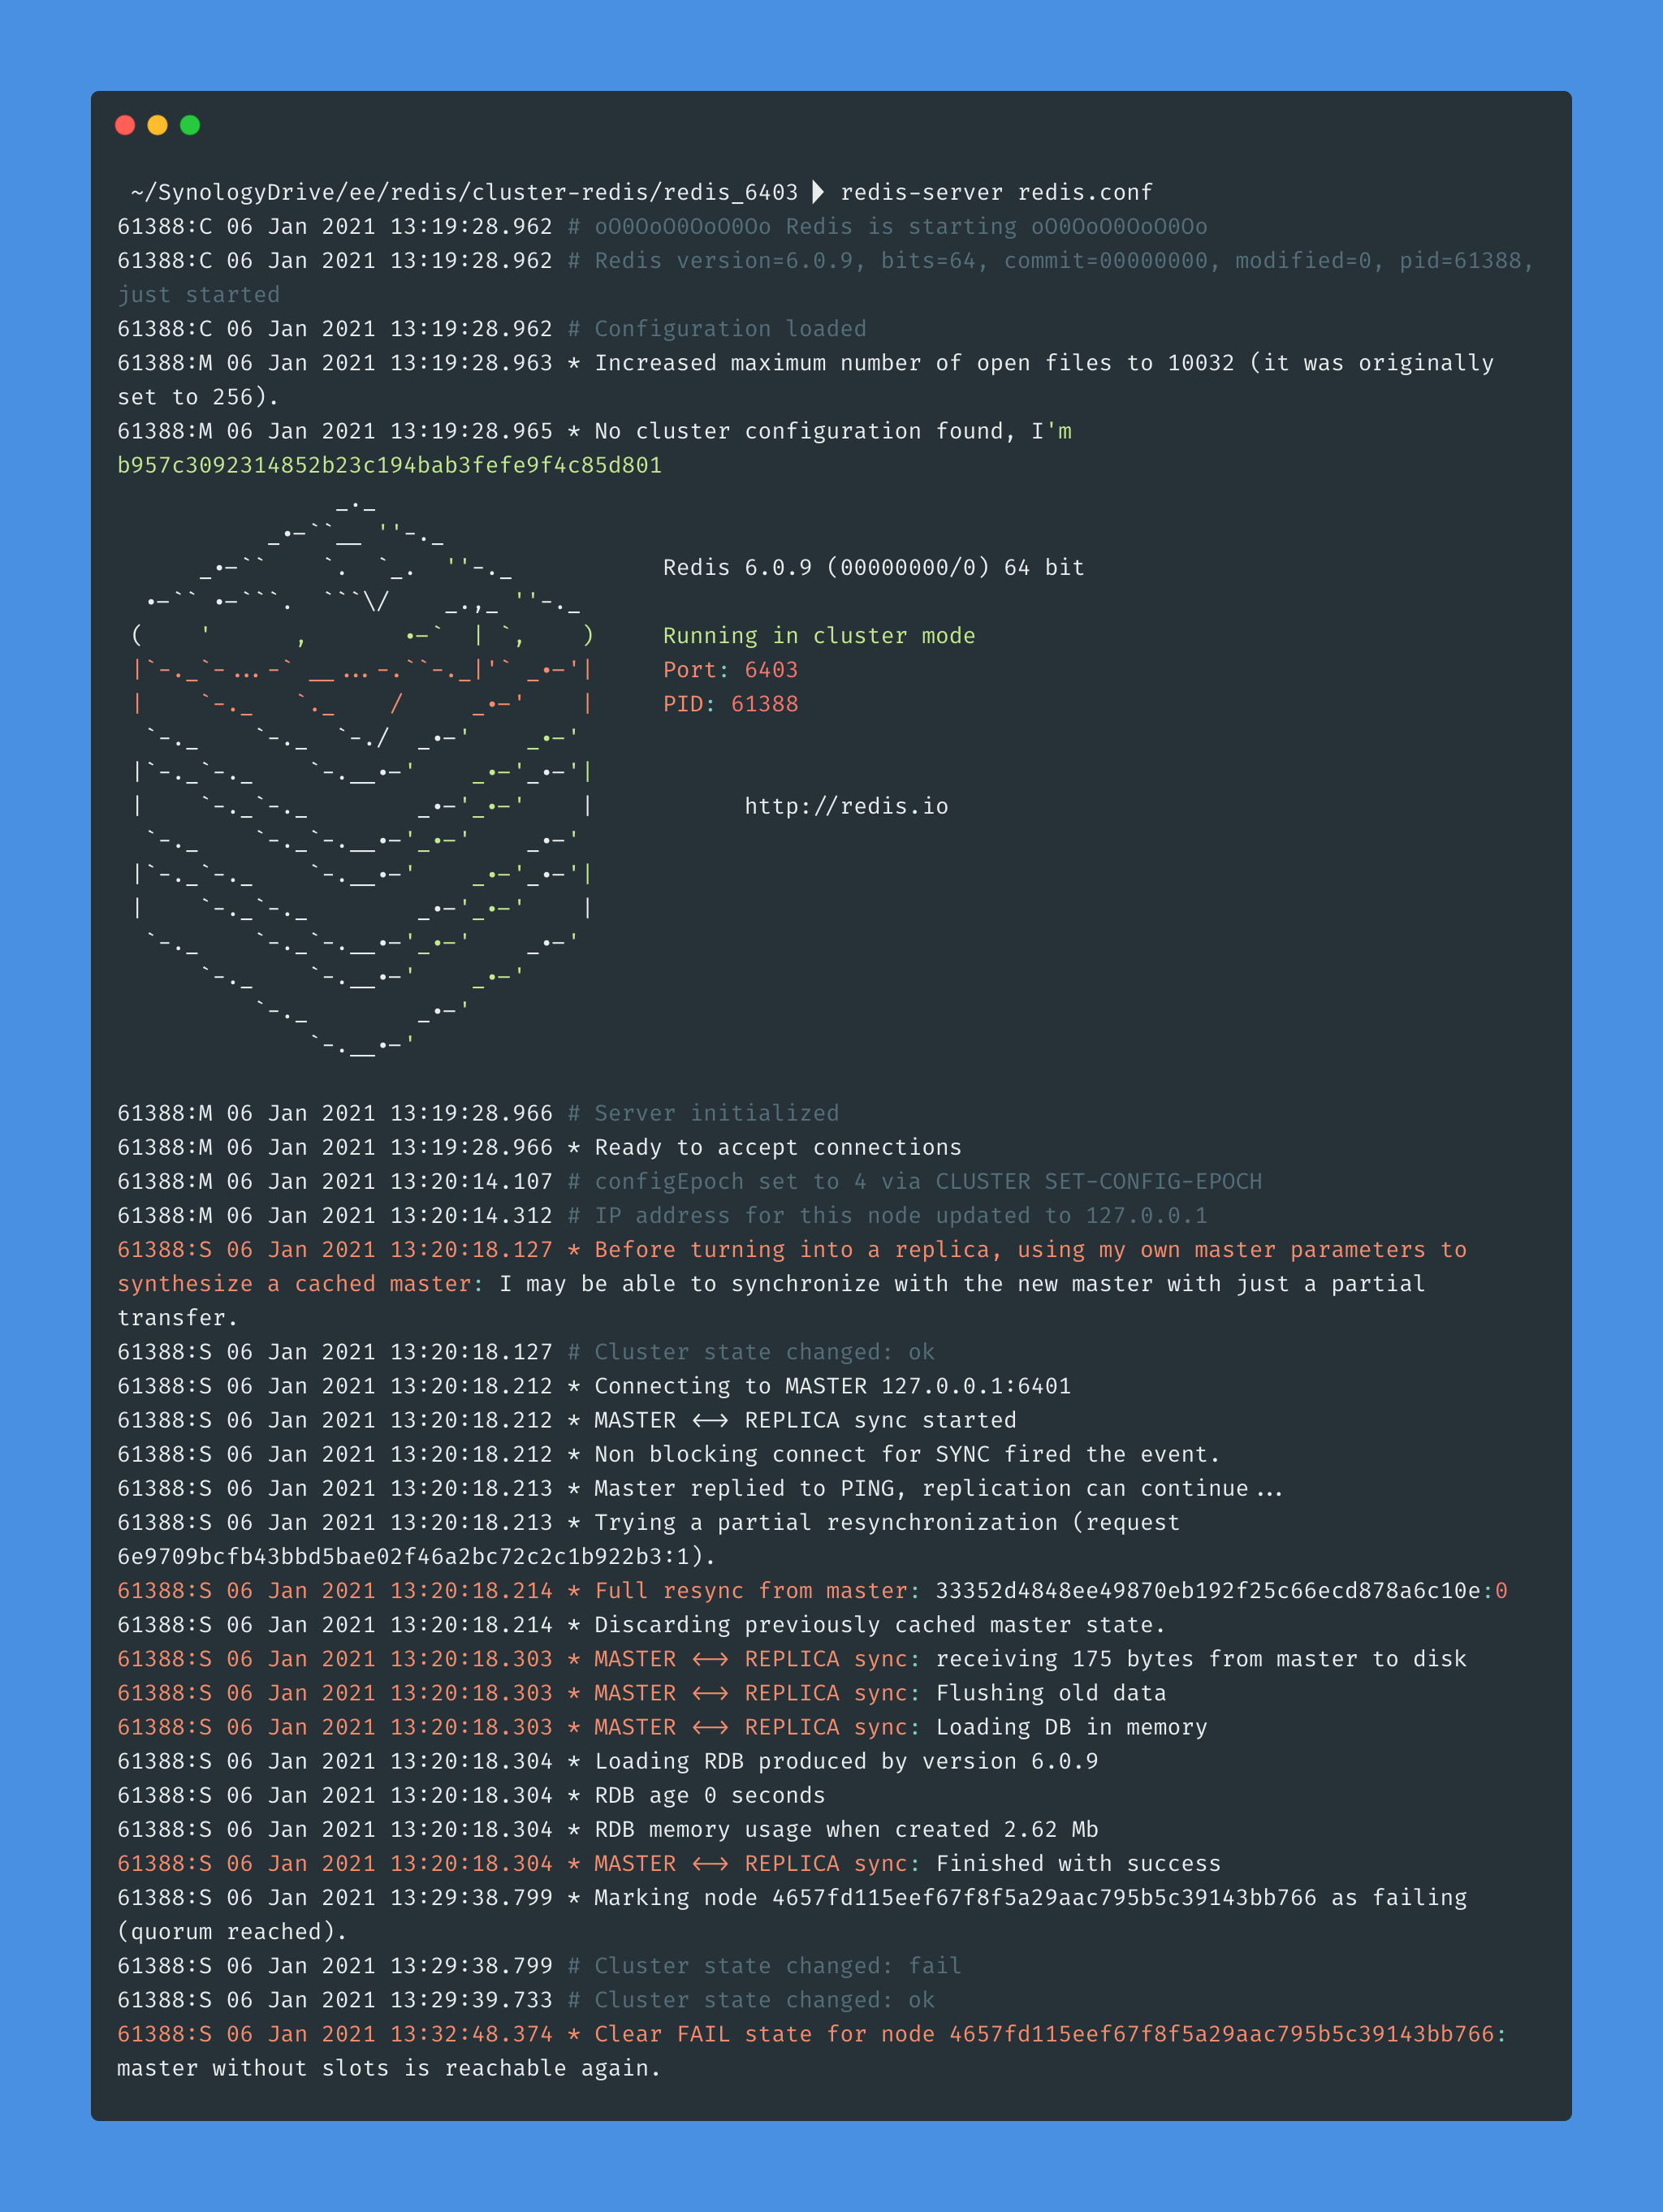 ~/SynologyDrive/ee/redis/cluster-redis/redis_6403 ▶ redis-server redis.conf
61388:C 06 Jan 2021 13:19:28.962 # oO0OoO0OoO0Oo Redis is starting oO0OoO0OoO0Oo
61388:C 06 Jan 2021 13:19:28.962 # Redis version=6.0.9, bits=64, commit=00000000, modified=0, pid=61388,
just started
61388:C 06 Jan 2021 13:19:28.962 # Configuration loaded
61388:M 06 Jan 2021 13:19:28.963 * Increased maximum number of open files to 10032 (it was originally
set to 256).
61388:M 06 Jan 2021 13:19:28.965 * No cluster configuration found, I'm
b957c3092314852b23c194bab3fefe9f4c85d801
Redis 6.0.9 (00000000/0) 64 bit
Running in cluster mode
Port: 6403
PID: 61388
http://redis.io
61388:M 06 Jan 2021 13:19:28.966 # Server initialized
61388:M 06 Jan 2021 13:19:28.966 * Ready to accept connections
61388:M 06 Jan 2021 13:20:14.107 # configEpoch set to 4 via CLUSTER SET-CONFIG-EPOCH
61388:M 06 Jan 2021 13:20:14.312 # IP address for this node updated to 127.0.0.1
61388:S 06 Jan 2021 13:20:18.127 * Before turning into a replica, using my own master parameters to
synthesize a cached master: I may be able to synchronize with the new master with just a partial
transfer.
61388:S 06 Jan 2021 13:20:18.127 # Cluster state changed: ok
61388:S 06 Jan 2021 13:20:18.212 * Connecting to MASTER 127.0.0.1:6401
61388:S 06 Jan 2021 13:20:18.212 * MASTER <-> REPLICA sync started
61388:S 06 Jan 2021 13:20:18.212 * Non blocking connect for SYNC fired the event.
61388:S 06 Jan 2021 13:20:18.213 * Master replied to PING, replication can continue...
61388:S 06 Jan 2021 13:20:18.213 * Trying a partial resynchronization (request
6e9709bcfb43bbd5bae02f46a2bc72c2c1b922b3:1).
61388:S 06 Jan 2021 13:20:18.214 * Full resync from master: 33352d4848ee49870eb192f25c66ecd878a6c10e:0
61388:S 06 Jan 2021 13:20:18.214 * Discarding previously cached master state.
61388:S 06 Jan 2021 13:20:18.303 * MASTER <-> REPLICA sync: receiving 175 bytes from master to disk
61388:S 06 Jan 2021 13:20:18.303 * MASTER <-> REPLICA sync: Flushing old data
61388:S 06 Jan 2021 13:20:18.303 * MASTER <-> REPLICA sync: Loading DB in memory
61388:S 06 Jan 2021 13:20:18.304 * Loading RDB produced by version 6.0.9
61388:S 06 Jan 2021 13:20:18.304 * RDB age 0 seconds
61388:S 06 Jan 2021 13:20:18.304 * RDB memory usage when created 2.62 Mb
61388:S 06 Jan 2021 13:20:18.304 * MASTER <-> REPLICA sync: Finished with success
61388:S 06 Jan 2021 13:29:38.799 * Marking node 4657fd115eef67f8f5a29aac795b5c39143bb766 as failing
(quorum reached).
61388:S 06 Jan 2021 13:29:38.799 # Cluster state changed: fail
61388:S 06 Jan 2021 13:29:39.733 # Cluster state changed: ok
61388:S 06 Jan 2021 13:32:48.374 * Clear FAIL state for node 4657fd115eef67f8f5a29aac795b5c39143bb766:
master without slots is reachable again.